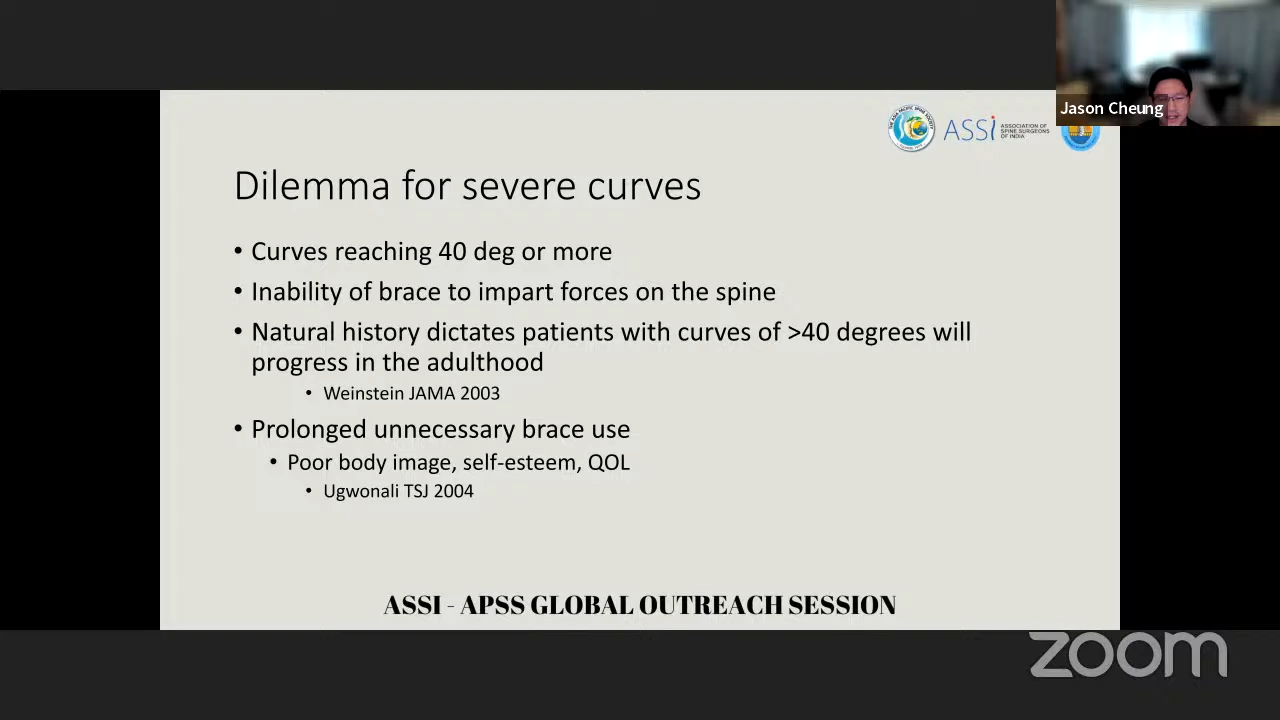 Jason Cheung
ASSI ASSOCIATION OF
SPINE SURGEONS
OF INDIA
Dilemma for severe curves
• Curves reaching 40 deg or more
• Inability of brace to impart forces on the spine
• Natural history dictates patients with curves of >40 degrees will
progress in the adulthood
• Weinstein JAMA 2003
• Prolonged unnecessary brace use
• Poor body image, self-esteem, QOL
• Ugwonali TSJ 2004
ASSI - APSS GLOBAL OUTREACH SESSION
zoom